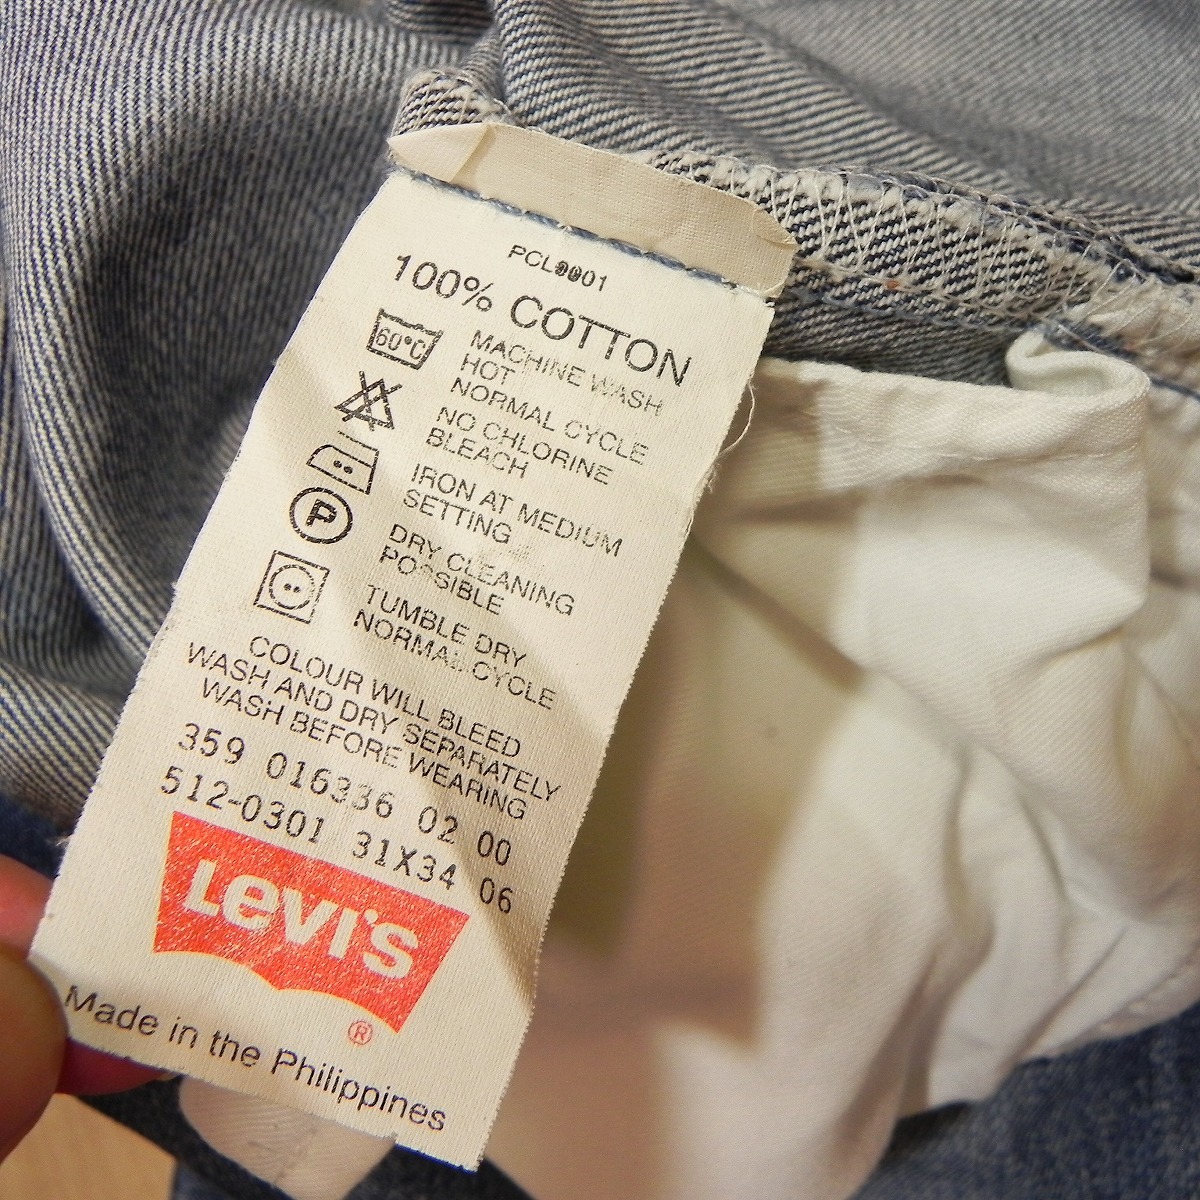 PCL9001
100% COTTON
60°C
MACHINE WASH
HOT
NORMAL CYCLE
NO CHLORINE
BLEACH
IRON AT MEDIUM
SETTING
P
DRY CLEANING
POSSIBLE
TUMBLE DRY
NORMAL CYCLE
COLOUR WILL BLEED
WASH AND DRY SEPARATELY
WASH BEFORE WEARING
359 016336 02 00
512-0301 31X34 06
LEVI'S
®
Made in the Philippines